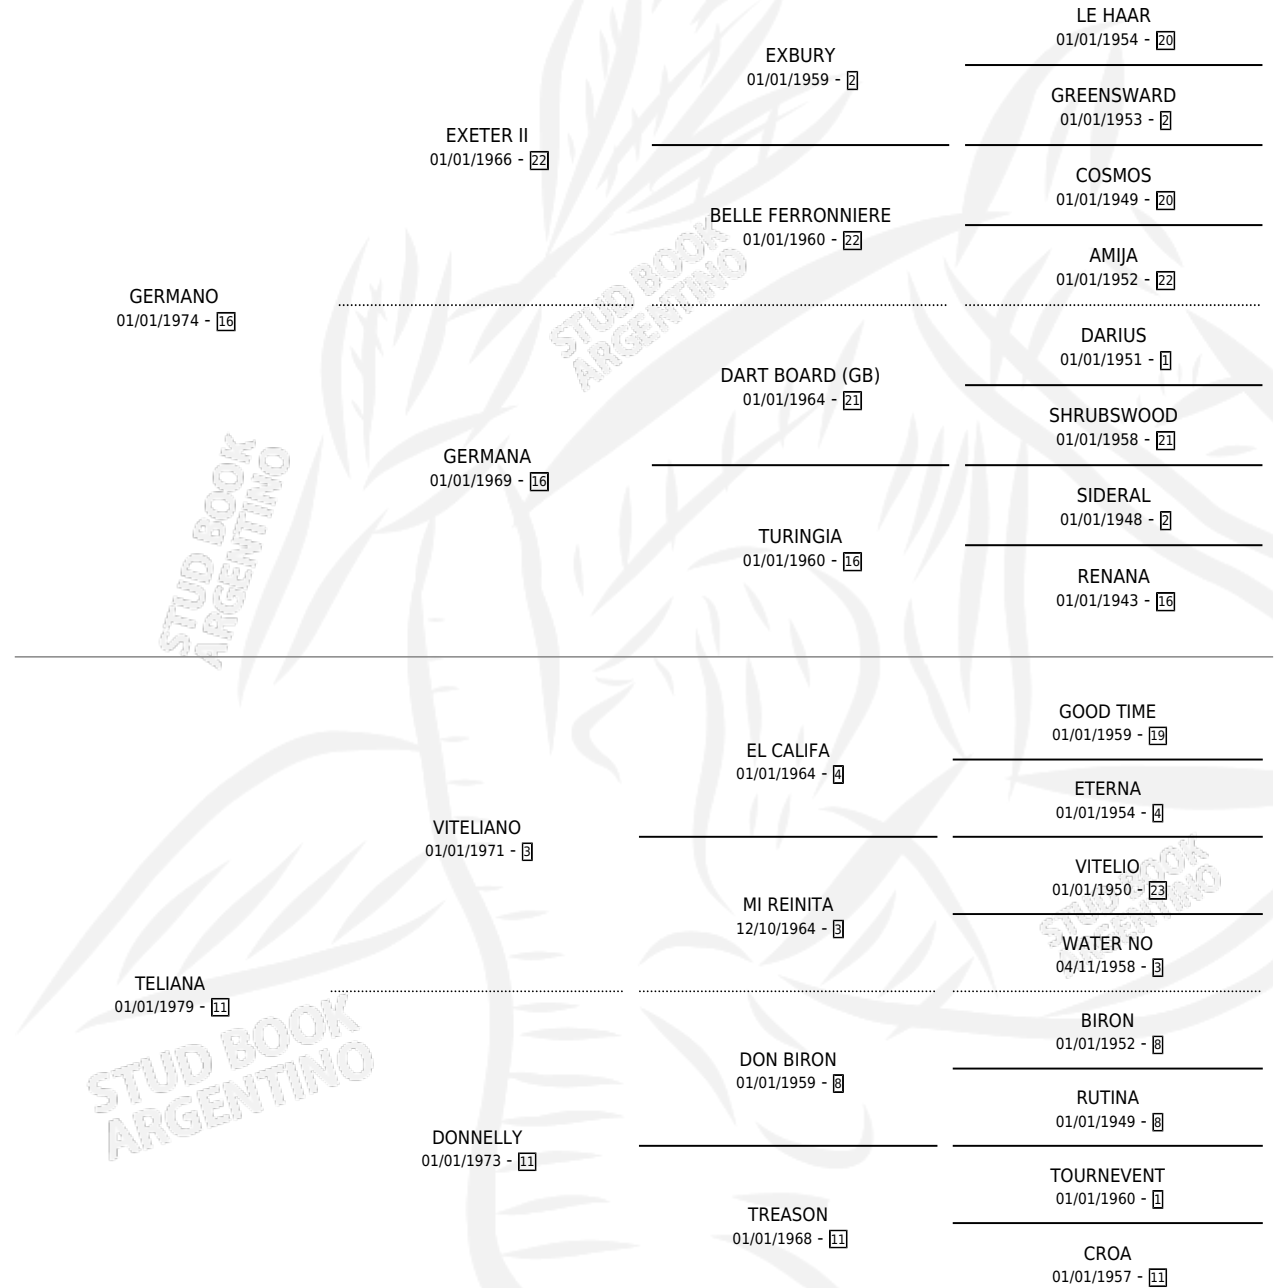 LE HAAR
01/01/1954 - 20
EXBURY
01/01/1959 - 2
GREENSWARD
01/01/1953 - 2
EXETER II
01/01/1966 - 22
COSMOS
01/01/1949 - 20
BELLE FERRONNIERE
01/01/1960 - 22
AMIJA
01/01/1952 - 22
GERMANO
01/01/1974 - 16
STUD BOOK
ARGENTINO
DARIUS
01/01/1951 - 1
DART BOARD (GB)
01/01/1964 - 21
SHRUBSWOOD
01/01/1958 - 21
GERMANA
01/01/1969 - 16
SIDERAL
01/01/1948 - 2
TURINGIA
01/01/1960 - 16
RENANA
01/01/1943 - 16
STUD BOOK
ARGENTINO
GOOD TIME
01/01/1959 - 19
EL CALIFA
01/01/1964 - 4
ETERNA
01/01/1954 - 4
VITELIANO
01/01/1971 - 3
VITELIO
01/01/1950 - 23
MI REINITA
12/10/1964 - 3
STUD BOOK
ARGENTINO
WATER NO
04/11/1958 - 3
TELIANA
01/01/1979 - 11
BIRON
01/01/1952 - 8
DON BIRON
01/01/1959 - 8
RUTINA
01/01/1949 - 8
STUD BOOK
ARGENTINO
DONNELLY
01/01/1973 - 11
TOURNEVENT
01/01/1960 - 1
TREASON
01/01/1968 - 11
CROA
01/01/1957 - 11